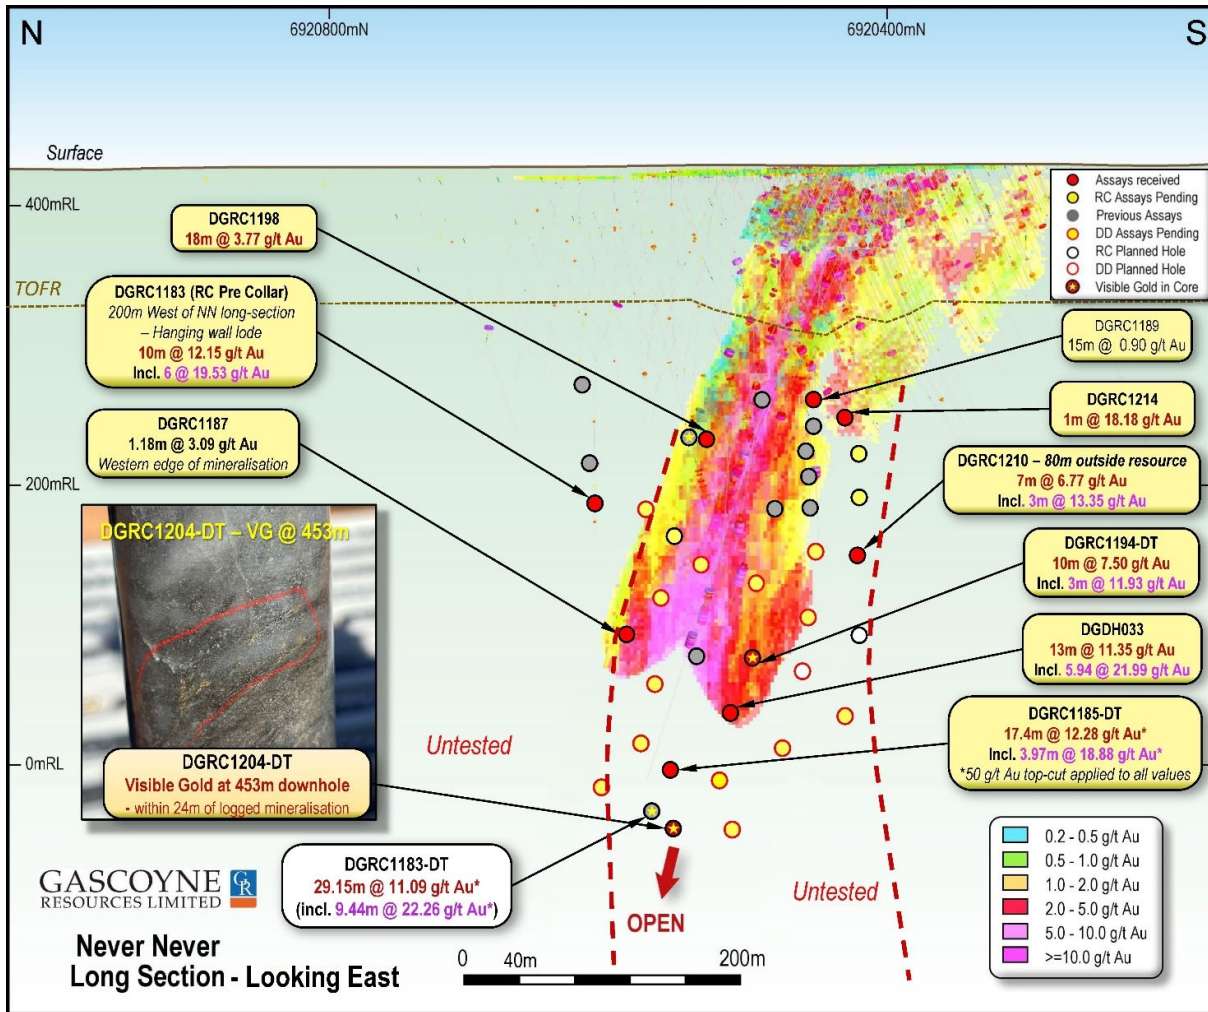 N
6920800mN
6920400mN
S
Surface
400mRL
TOFR
200mRL
0mRL
DGRC1198
18m @ 3.77 g/t Au
DGRC1183 (RC Pre Collar)
200m West of NN long-section
– Hanging wall lode
10m @ 12.15 g/t Au
Incl. 6 @ 19.53 g/t Au
DGRC1187
1.18m @ 3.09 g/t Au
Western edge of mineralisation
DGRC1204-DT – VG @ 453m
DGRC1204-DT
Visible Gold at 453m downhole
- within 24m of logged mineralisation
DGRC1183-DT
29.15m @ 11.09 g/t Au*
(incl. 9.44m @ 22.26 g/t Au*)
Assays received
RC Assays Pending
Previous Assays
DD Assays Pending
RC Planned Hole
DD Planned Hole
Visible Gold in Core
DGRC1189
15m @ 0.90 g/t Au
DGRC1214
1m @ 18.18 g/t Au
DGRC1210 – 80m outside resource
7m @ 6.77 g/t Au
Incl. 3m @ 13.35 g/t Au
DGRC1194-DT
10m @ 7.50 g/t Au
Incl. 3m @ 11.93 g/t Au
DGDH033
13m @ 11.35 g/t Au
Incl. 5.94 @ 21.99 g/t Au
DGRC1185-DT
17.4m @ 12.28 g/t Au*
Incl. 3.97m @ 18.88 g/t Au*
*50 g/t Au top-cut applied to all values
Untested
Untested
OPEN
0.2 - 0.5 g/t Au
0.5 - 1.0 g/t Au
1.0 - 2.0 g/t Au
2.0 - 5.0 g/t Au
5.0 - 10.0 g/t Au
>=10.0 g/t Au
GASCOYNE
RESOURCES LIMITED
GR
Never Never
Long Section - Looking East
0 40m 200m